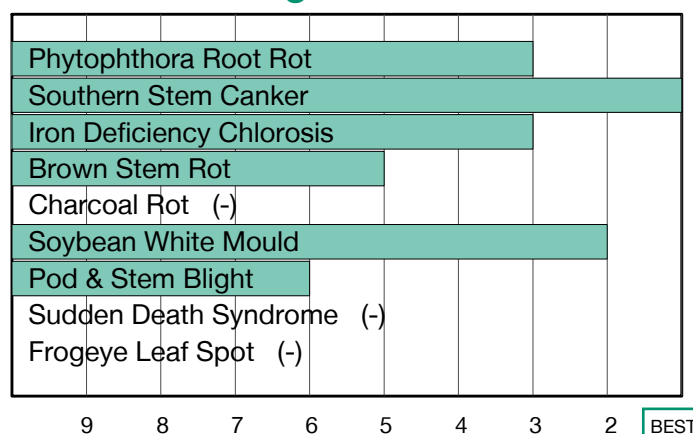 Phytophthora Root Rot
Southern Stem Canker
Iron Deficiency Chlorosis
Brown Stem Rot
Charcoal Rot (-)
Soybean White Mould
Pod & Stem Blight
Sudden Death Syndrome (-)
Frogeye Leaf Spot (-)
9 8 7 6 5 4 3 2 BEST